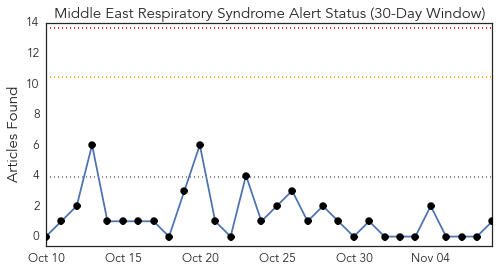 Middle East Respiratory Syndrome Alert Status (30-Day Window)
14
12
10
8
6
4
2
0
Articles Found
Oct 10 Oct 15 Oct 20 Oct 25 Oct 30 Nov 04